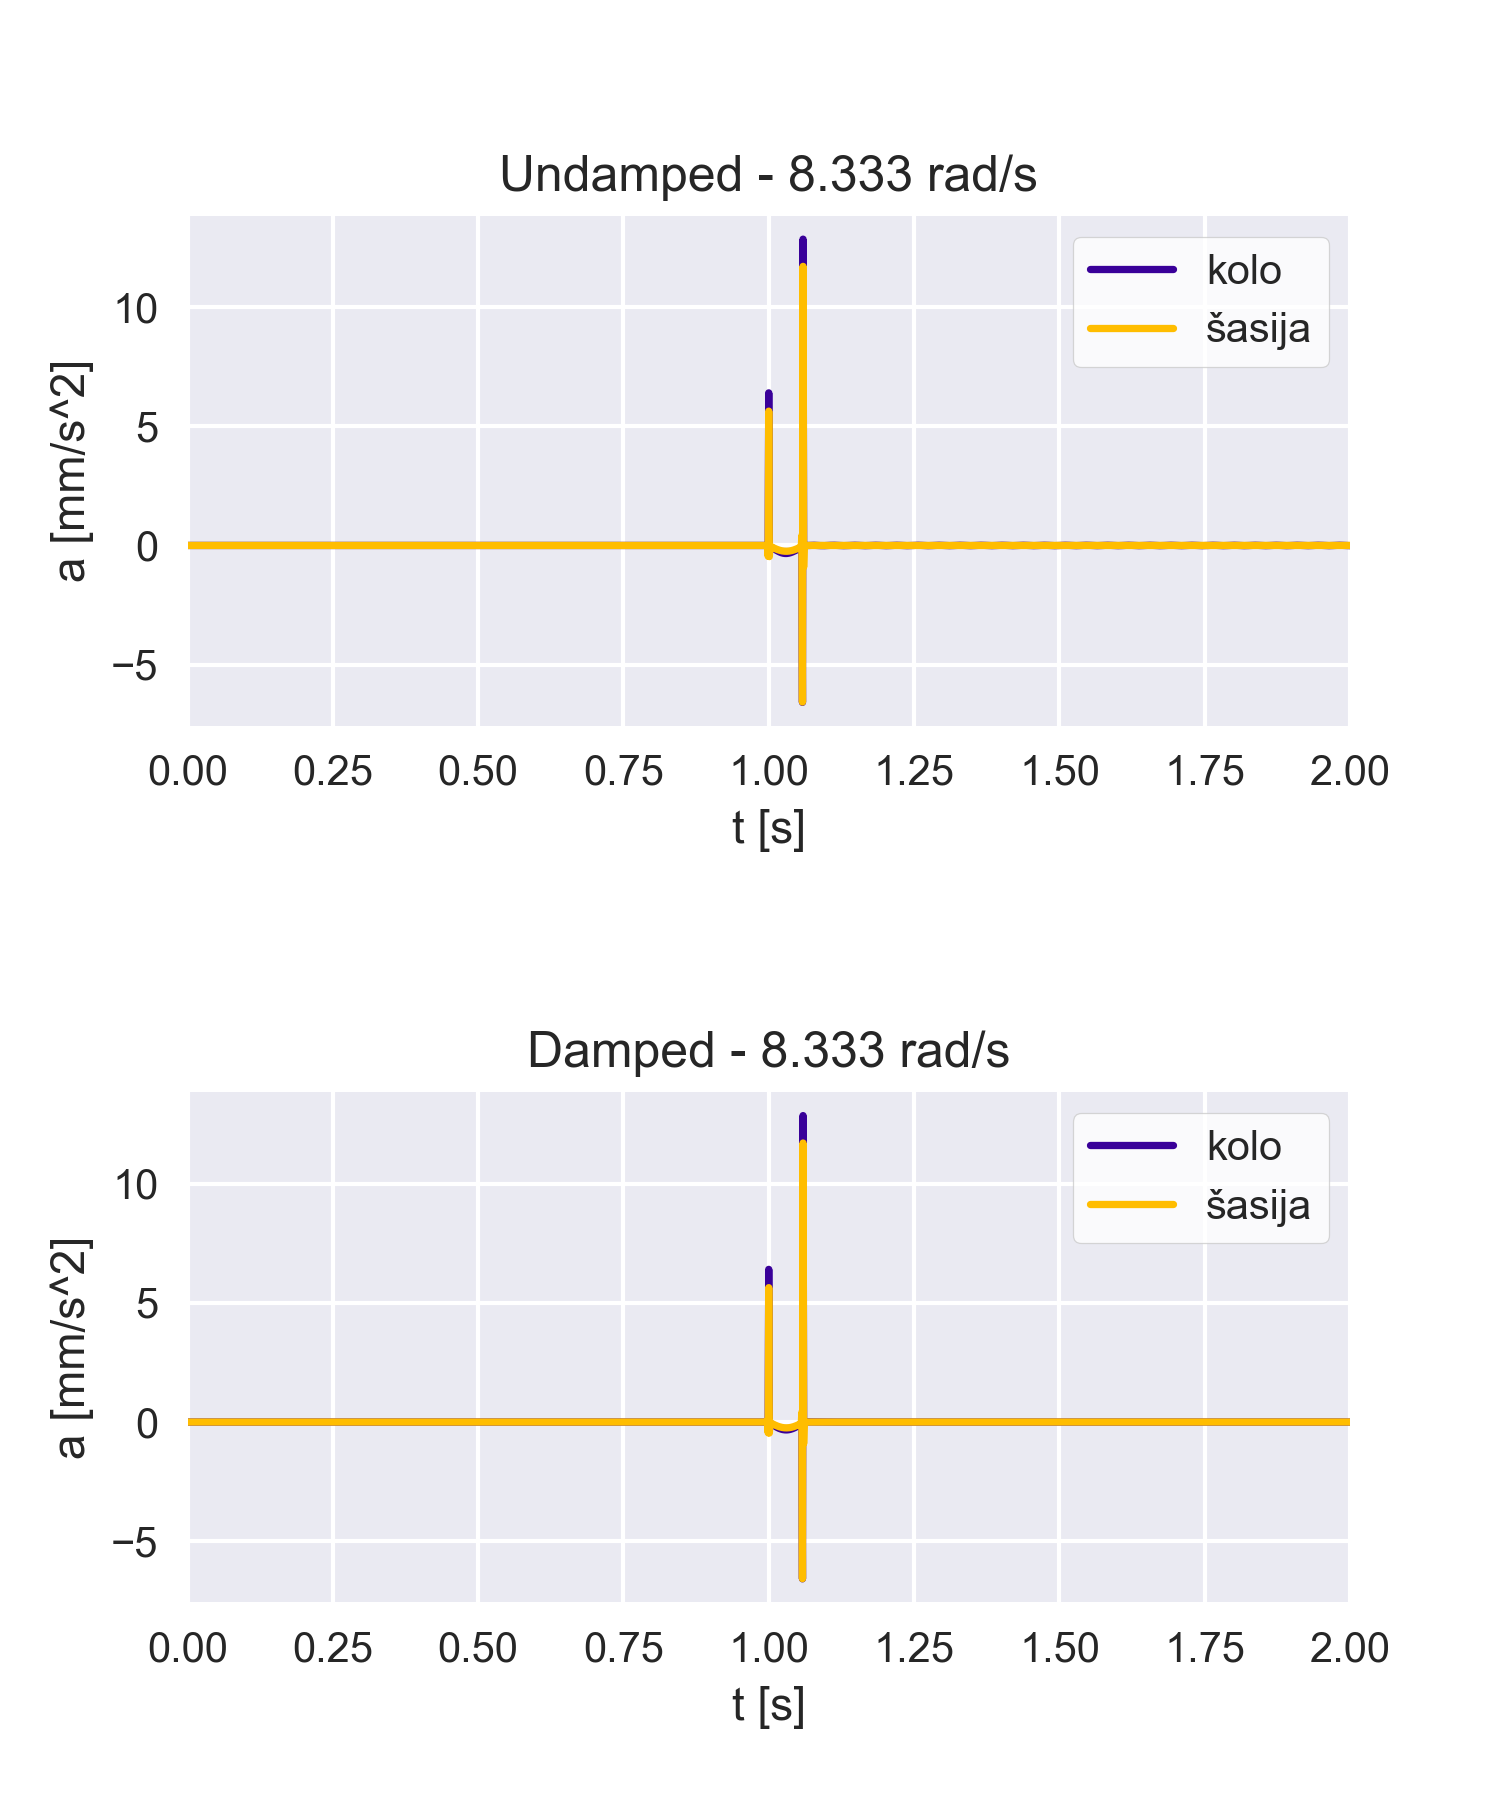 Undamped - 8.333 rad/s
kolo
šasija
10
5
0
−5
a [mm/s^2]
0.00 0.25 0.50 0.75 1.00 1.25 1.50 1.75 2.00
t [s]
Damped - 8.333 rad/s
kolo
šasija
10
5
0
−5
a [mm/s^2]
0.00 0.25 0.50 0.75 1.00 1.25 1.50 1.75 2.00
t [s]